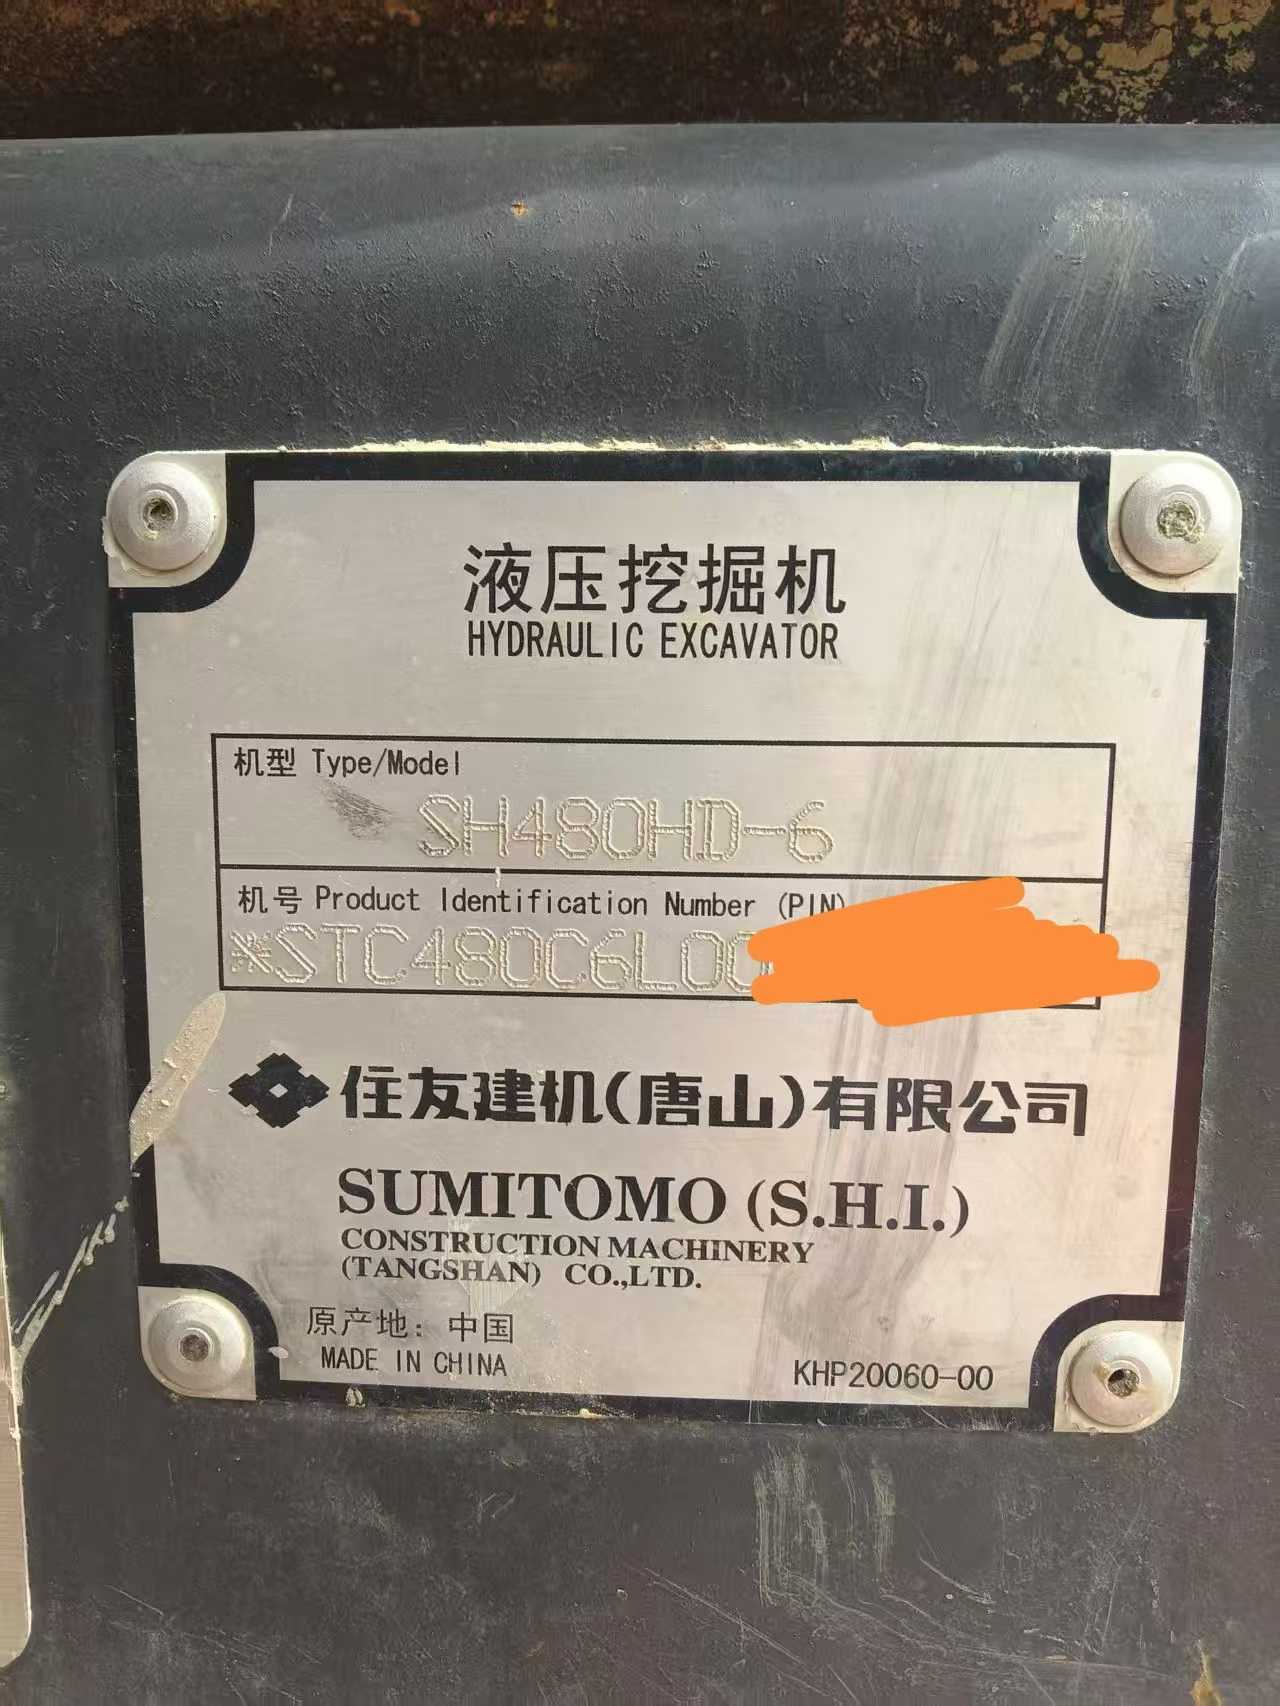 液压挖掘机
HYDRAULIC EXCAVATOR
机型 Type/Model
SH480HD-6
机号 Product Identification Number (PIN)
*STC480C6L00
住友建机(唐山)有限公司
SUMITOMO (S.H.I.)
CONSTRUCTION MACHINERY
(TANGSHAN) CO.,LTD.
原产地：中国
MADE IN CHINA
KHP20060-00